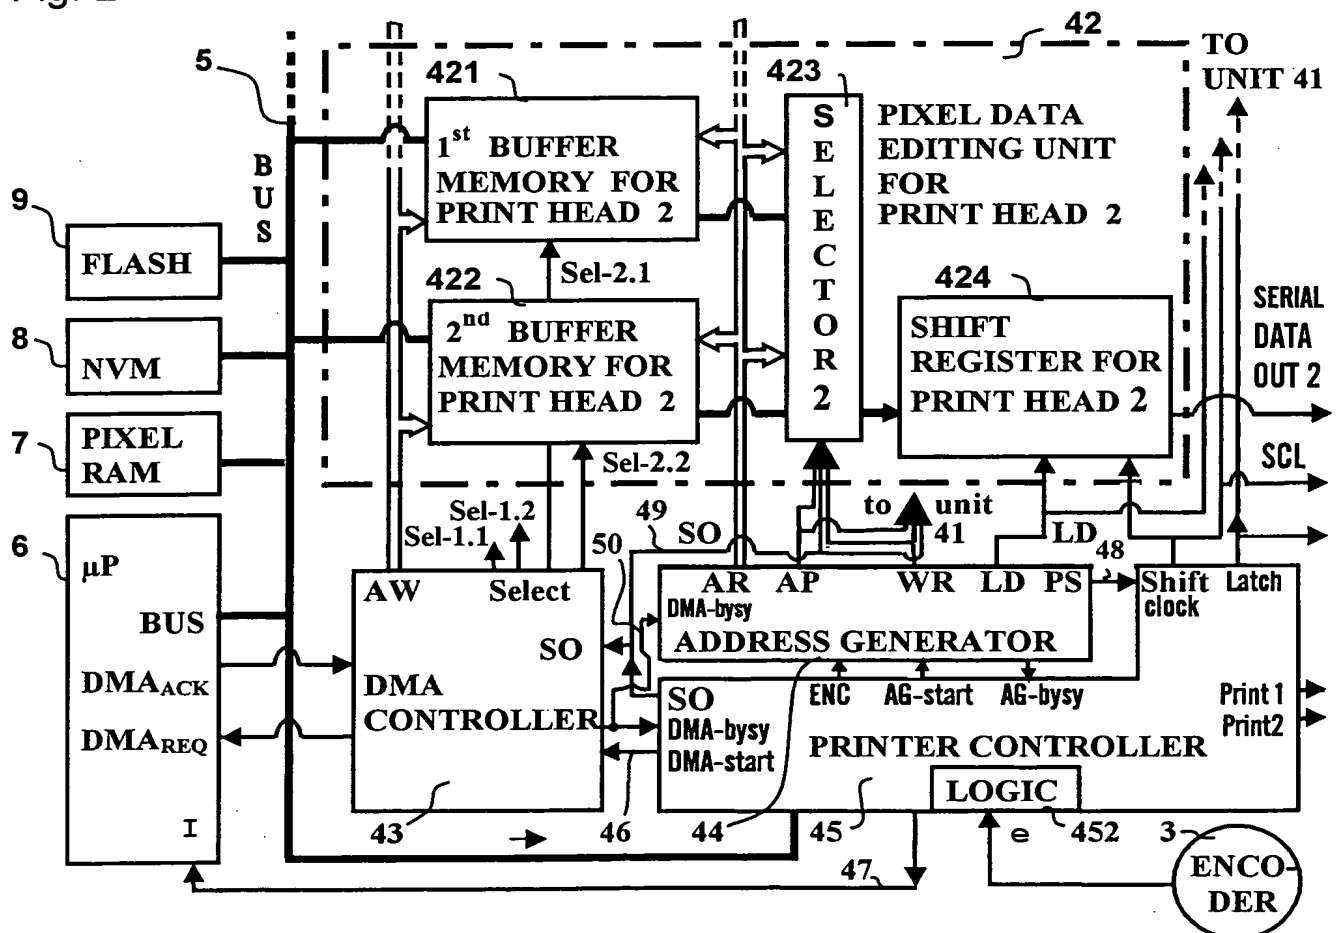 42
TO
UNIT 41
5
421
423
1st BUFFER
MEMORY FOR
PRINT HEAD 2
SELECTOR 2
PIXEL DATA
EDITING UNIT
FOR
PRINT HEAD 2
BUS
9
FLASH
Sel-2.1
422
424
8
NVM
2nd BUFFER
MEMORY FOR
PRINT HEAD 2
SHIFT
REGISTER FOR
PRINT HEAD 2
SERIAL
DATA
OUT 2
7
PIXEL
RAM
Sel-2.2
SCL
Sel-1.2
Sel-1.1
49
SO
50
to unit
41
LD
48
6
µP
BUS
DMAACK
DMAREQ
I
AW
Select
SO
DMA
CONTROLLER
43
AR
AP
WR
LD
PS
DMA-bysy
ADDRESS GENERATOR
Shift
clock
Latch
ENC
AG-start
AG-bysy
SO
DMA-bysy
DMA-start
PRINTER CONTROLLER
Print 1
Print2
LOGIC
46
44
45
452
e
3
ENCO-
DER
47